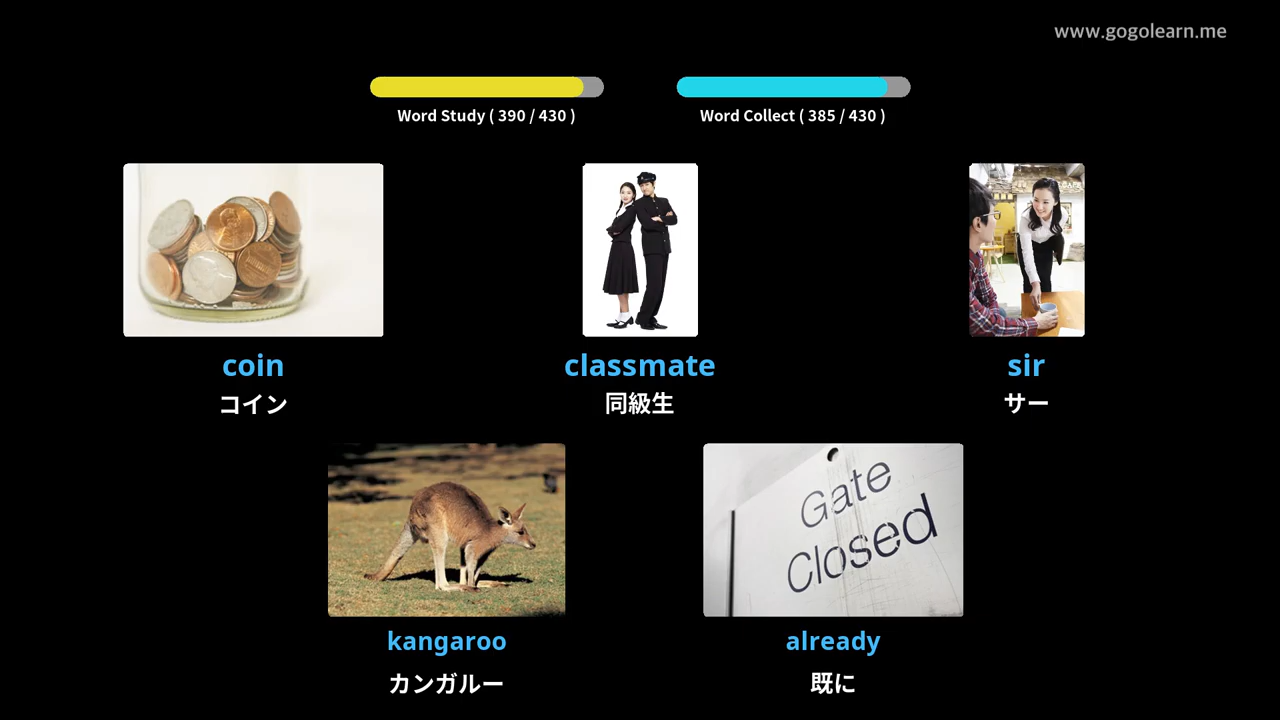 www.gogolearn.me
Word Study ( 390 / 430 )
Word Collect ( 385 / 430 )
coin
classmate
sir
コイン
同級生
サー
Gate
Closed
kangaroo
already
カンガルー
既に